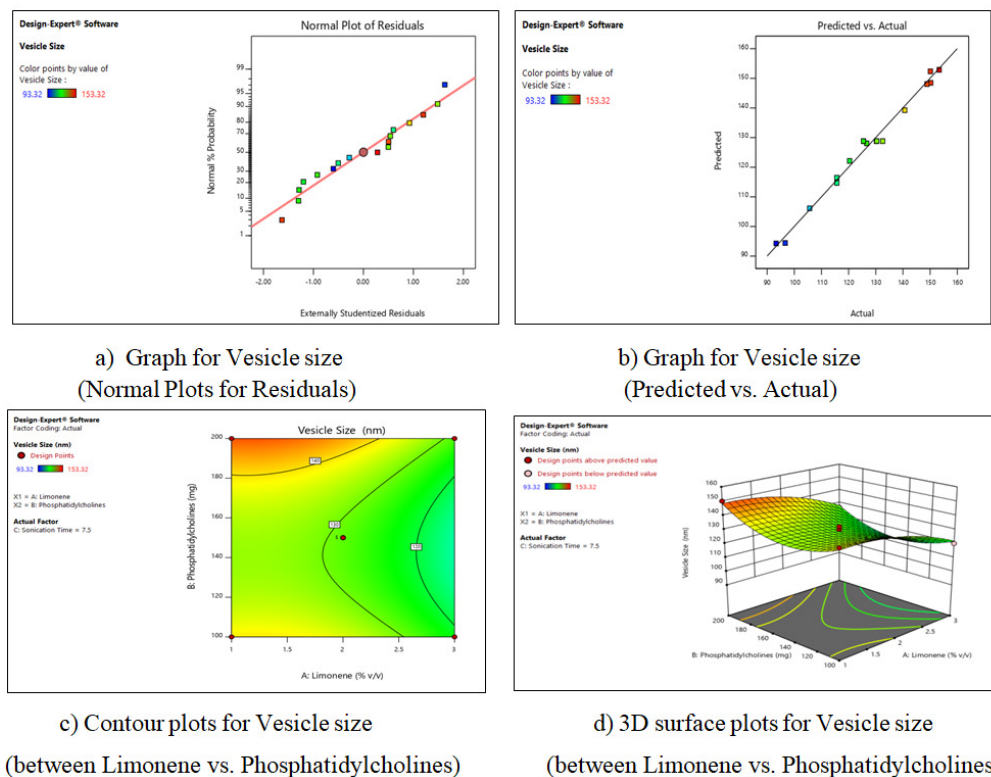 Design-Expert® Software
Vesicle Size
Color points by value of
Vesicle Size :
93.32 153.32
Normal Plot of Residuals
Normal % Probability
99
95
90
80
70
50
30
20
10
5
1
-2.00 -1.00 0.00 1.00 2.00
Externally Studentized Residuals
a) Graph for Vesicle size
(Normal Plots for Residuals)
Design-Expert® Software
Vesicle Size
Color points by value of
Vesicle Size :
93.32 153.32
Predicted vs. Actual
Predicted
160
150
140
130
120
110
100
90
90 100 110 120 130 140 150 160
Actual
b) Graph for Vesicle size
(Predicted vs. Actual)
Design-Expert® Software
Factor Coding: Actual
Vesicle Size (nm)
Design Points
93.32 153.32
X1 = A: Limonene
X2 = B: Phosphatidylcholines
Actual Factor
C: Sonication Time = 7.5
Vesicle Size (nm)
B: Phosphatidylcholines (mg)
200
180
160
140
120
100
140
130
120
5
1 1.5 2 2.5 3
A: Limonene (% v/v)
c) Contour plots for Vesicle size
(between Limonene vs. Phosphatidylcholines)
Design-Expert® Software
Factor Coding: Actual
Vesicle Size (nm)
Design points above predicted value
Design points below predicted value
93.32 153.32
X1 = A: Limonene
X2 = B: Phosphatidylcholines
Actual Factor
C: Sonication Time = 7.5
Vesicle Size (nm)
160
150
140
130
120
110
100
90
200
180
160
140
120
100
1
1.5
2
2.5
3
B: Phosphatidylcholines (mg)
A: Limonene (% v/v)
d) 3D surface plots for Vesicle size
(between Limonene vs. Phosphatidylcholines